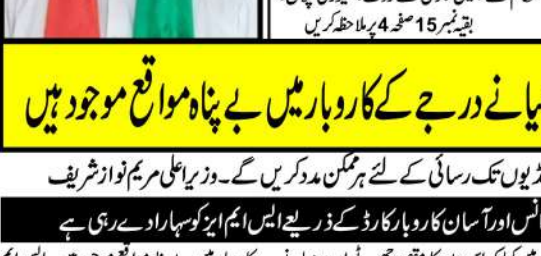 بقیہ نمبر 15 صفحہ 4 پر ملاحظہ کریں
یانے درجے کے کاروبار میں بے پناہ مواقع موجود ہیں
ڈیوں تک رسائی کے لئے ہر ممکن مدد کریں گے۔ وزیراعلی مریم نواز شریف
انس اور آسان کاروبار کارڈ کے ذریعے ایس ایم ایز کو سہارا دے رہی ہے